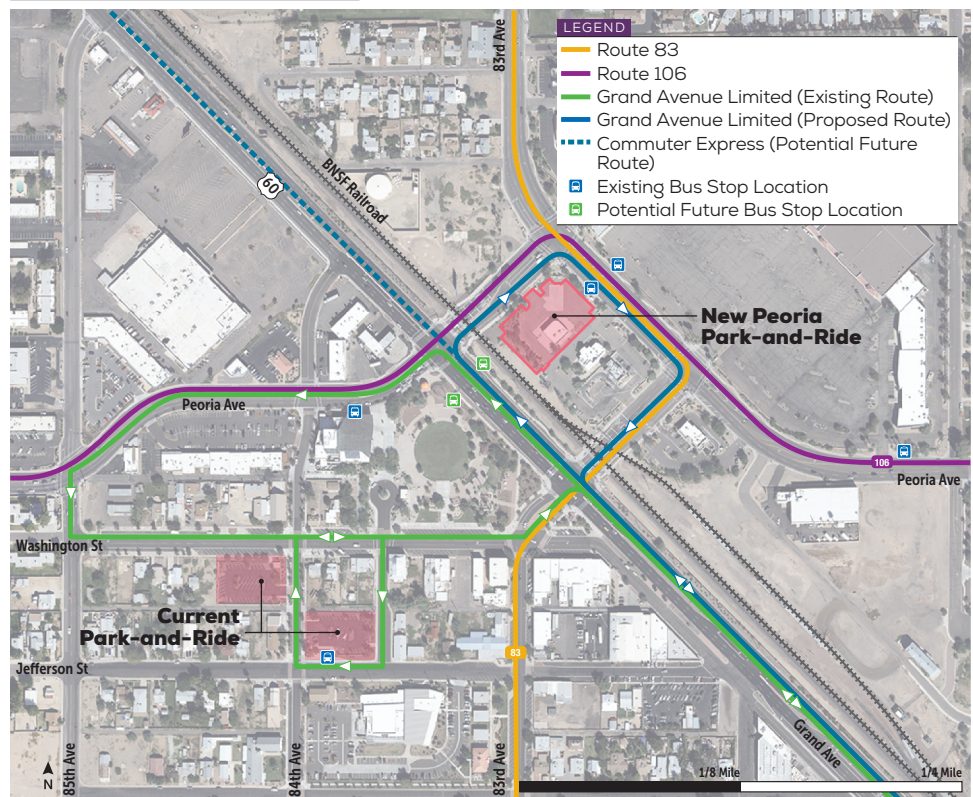 83rd Ave
LEGEND
Route 83
Route 106
Grand Avenue Limited (Existing Route)
Grand Avenue Limited (Proposed Route)
Commuter Express (Potential Future
Route)
Existing Bus Stop Location
Potential Future Bus Stop Location
60
BNSF Railroad
New Peoria
Park-and-Ride
Peoria Ave
106
Peoria Ave
Washington St
Current
Park-and-Ride
83
Jefferson St
Grand Ave
N
85th Ave
84th Ave
83rd Ave
1/8 Mile
1/4 Mile